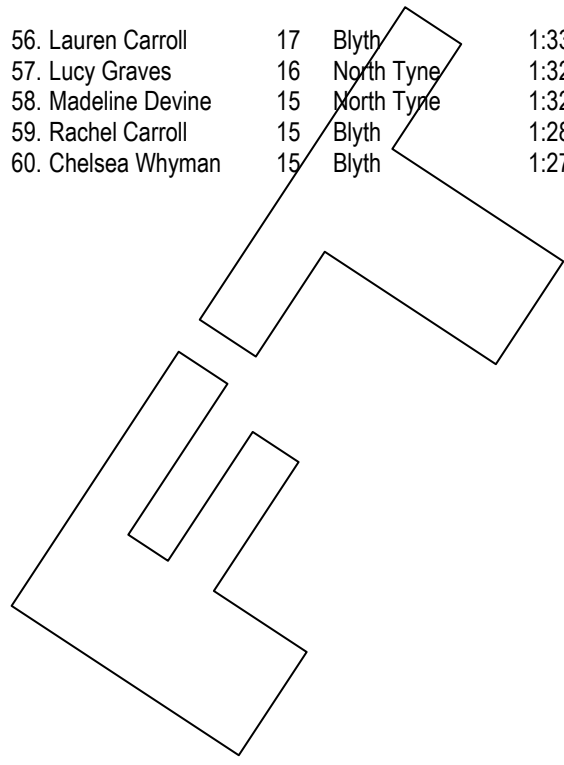 56. Lauren Carroll 17 Blyth 1:33
57. Lucy Graves 16 North Tyne 1:32
58. Madeline Devine 15 North Tyne 1:32
59. Rachel Carroll 15 Blyth 1:28
60. Chelsea Whyman 15 Blyth 1:27